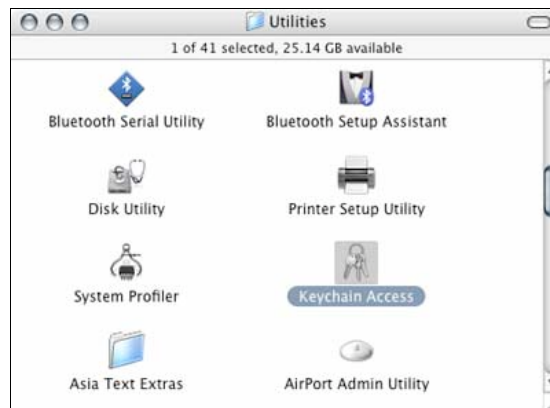 Utilities
1 of 41 selected, 25.14 GB available
Bluetooth Serial Utility
Bluetooth Setup Assistant
Disk Utility
Printer Setup Utility
System Profiler
Keychain Access
Asia Text Extras
AirPort Admin Utility